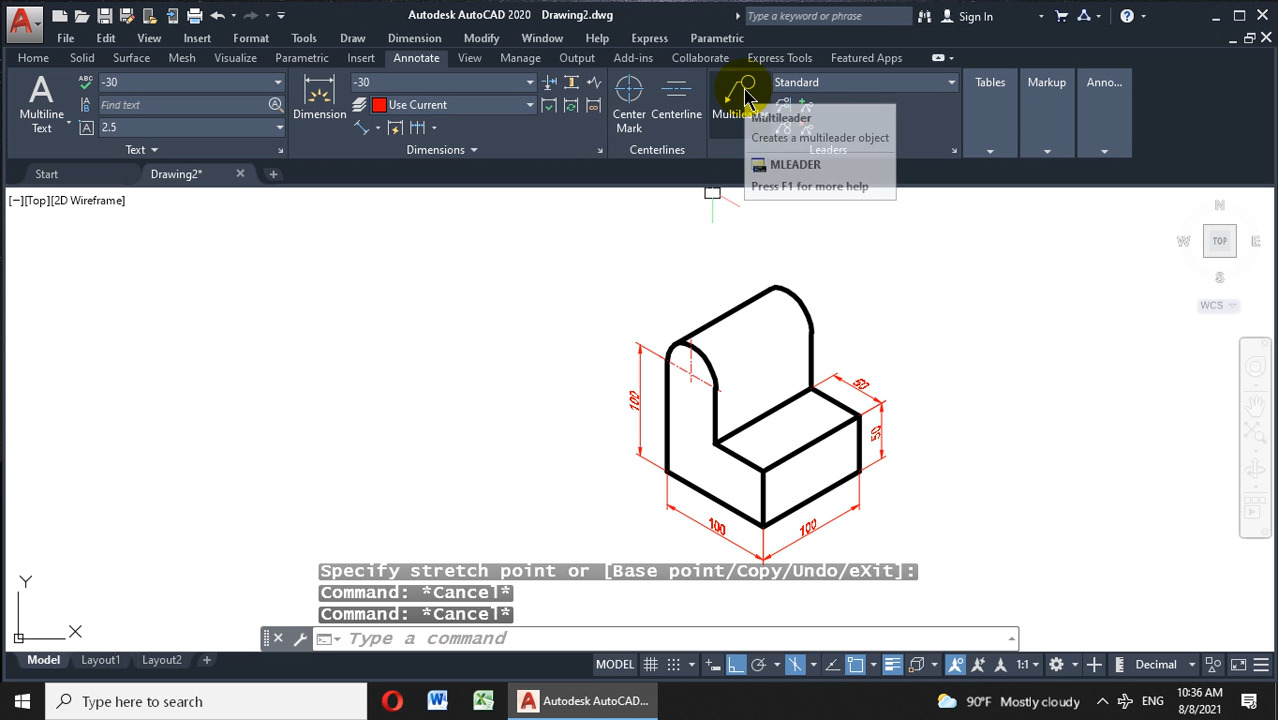 Autodesk AutoCAD 2020 Drawing2.dwg
Type a keyword or phrase
Sign In
File Edit View Insert Format Tools Draw Dimension Modify Window Help Express Parametric
Home Solid Surface Mesh Visualize Parametric Insert Annotate View Manage Output Add-ins Collaborate Express Tools Featured Apps
Multiline
Text
-30
Find text
2.5
Text
Dimension
-30
Use Current
Dimensions
Center
Mark
Centerline
Centerlines
Standard
Leaders
Tables
Markup
Anno...
Multileader
Creates a multileader object
MLEADER
Press F1 for more help
Start
Drawing2*
[−][Top][2D Wireframe]
N
W TOP E
S
WCS
100
50
50
100
100
Y
X
Specify stretch point or [Base point/Copy/Undo/eXit]:
Command: *Cancel*
Command: *Cancel*
Type a command
Model Layout1 Layout2
MODEL
1:1
Decimal
Type here to search
Autodesk AutoCAD...
90°F Mostly cloudy
ENG
10:36 AM
8/8/2021